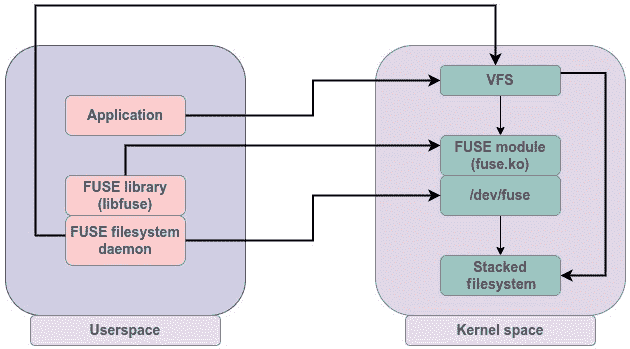 Application
FUSE library
(libfuse)
FUSE filesystem
daemon
Userspace
VFS
FUSE module
(fuse.ko)
/dev/fuse
Stacked
filesystem
Kernel space